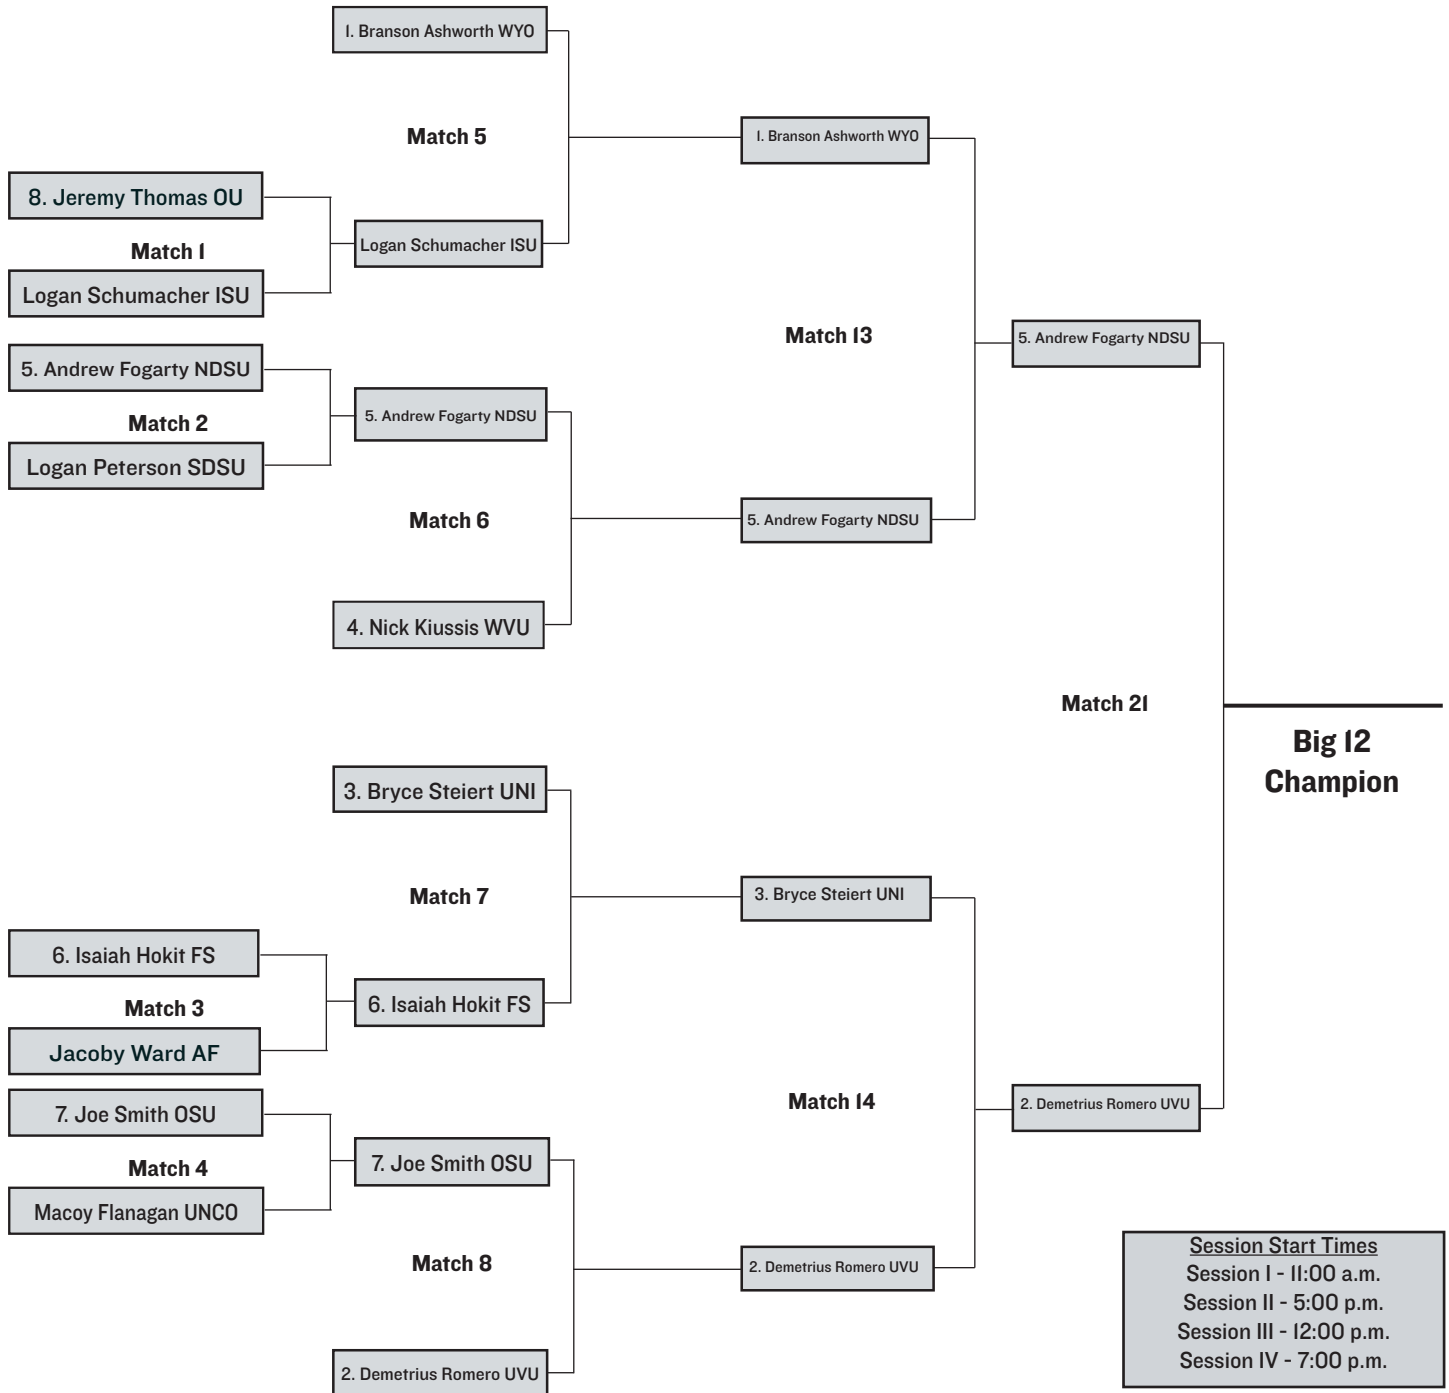 1. Branson Ashworth WYO
Match 5
1. Branson Ashworth WYO
8. Jeremy Thomas OU
Match 1
Logan Schumacher ISU
Logan Schumacher ISU
Match 13
5. Andrew Fogarty NDSU
5. Andrew Fogarty NDSU
Match 2
Logan Peterson SDSU
5. Andrew Fogarty NDSU
Match 6
5. Andrew Fogarty NDSU
4. Nick Kiussis WVU
Match 21
Big 12
Champion
3. Bryce Steiert UNI
Match 7
3. Bryce Steiert UNI
6. Isaiah Hokit FS
Match 3
Jacoby Ward AF
6. Isaiah Hokit FS
Match 14
2. Demetrius Romero UVU
7. Joe Smith OSU
Match 4
Macoy Flanagan UNCO
7. Joe Smith OSU
Match 8
2. Demetrius Romero UVU
2. Demetrius Romero UVU
Session Start Times
Session I - 11:00 a.m.
Session II - 5:00 p.m.
Session III - 12:00 p.m.
Session IV - 7:00 p.m.